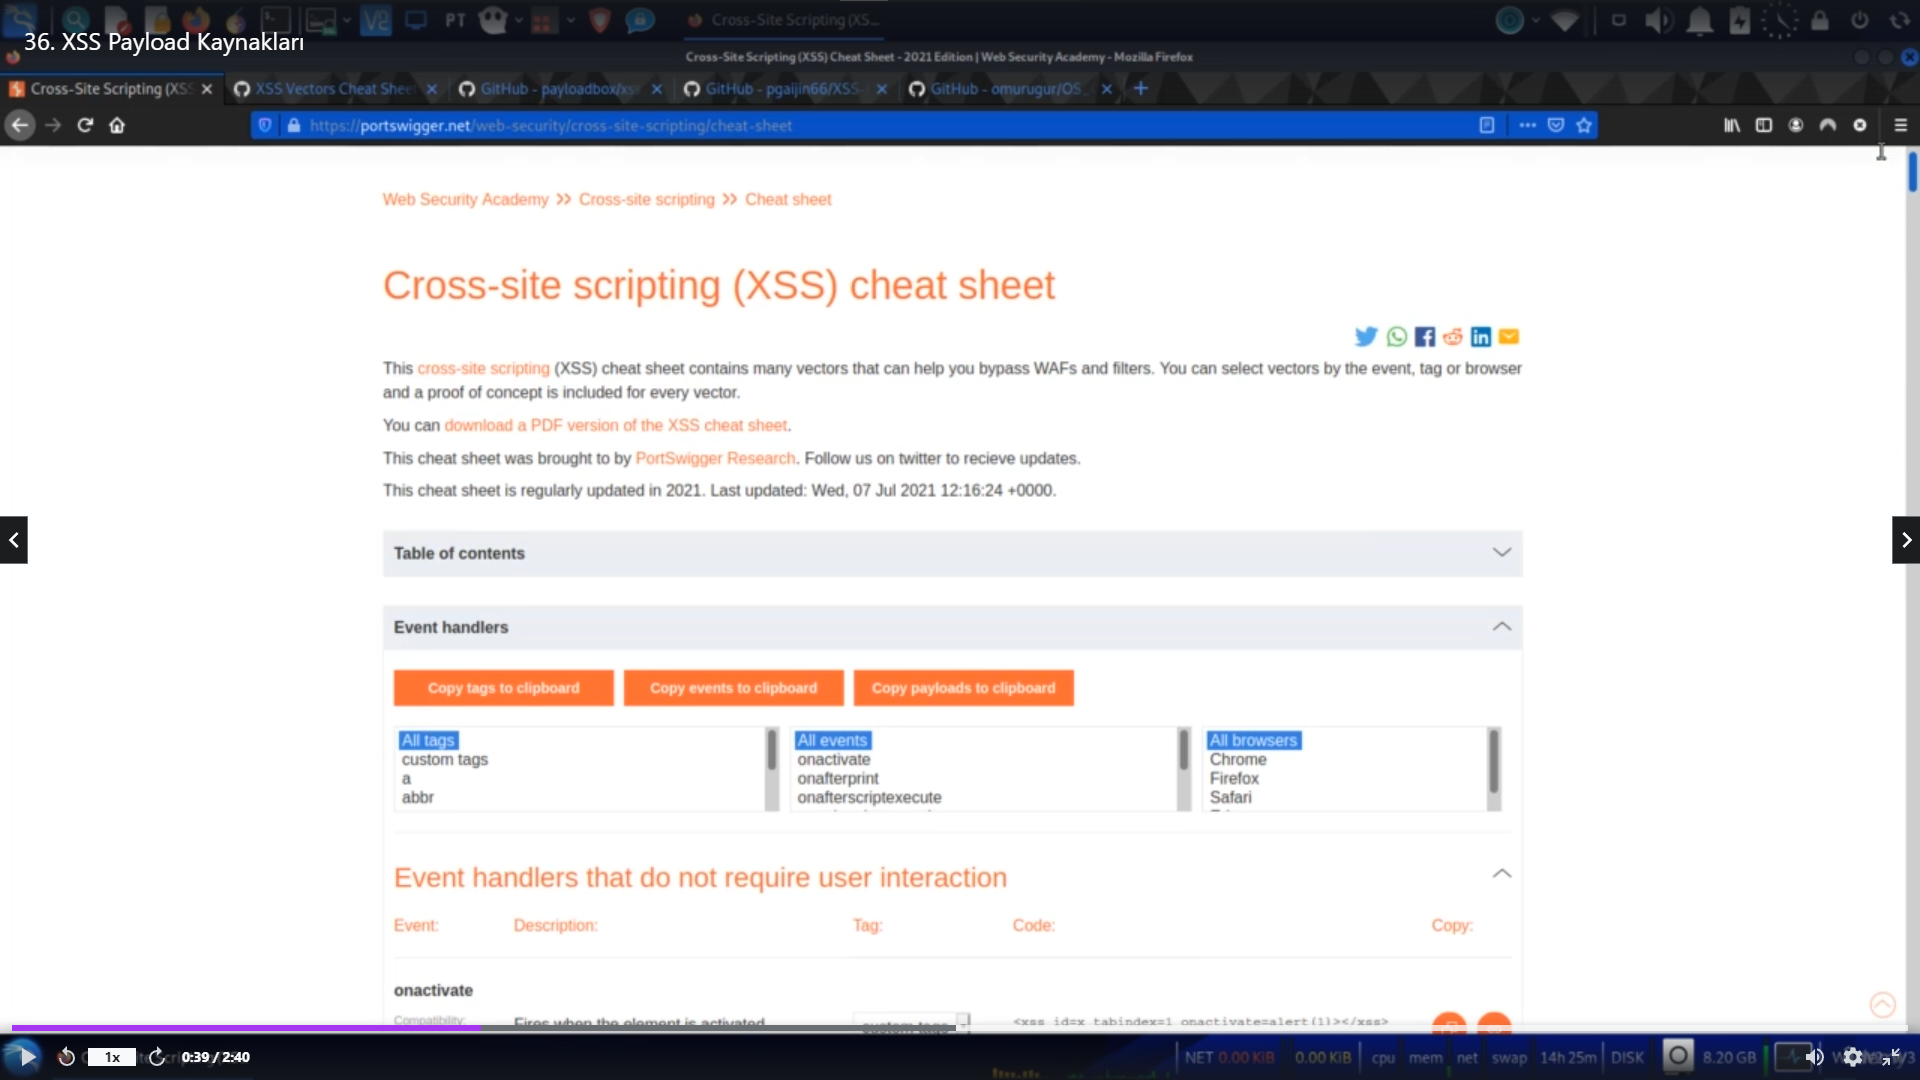 PT
Cross-Site Scripting (XS...
36. XSS Payload Kaynakları
Cross-Site Scripting (XSS) Cheat Sheet - 2021 Edition | Web Security Academy - Mozilla Firefox
Cross-Site Scripting (XSS
XSS Vectors Cheat Shee
GitHub - payloadbox/xs
GitHub - pgaijin66/XSS-
GitHub - omurugur/OS_
https://portswigger.net/web-security/cross-site-scripting/cheat-sheet
Web Security Academy >> Cross-site scripting >> Cheat sheet
Cross-site scripting (XSS) cheat sheet
This cross-site scripting (XSS) cheat sheet contains many vectors that can help you bypass WAFs and filters. You can select vectors by the event, tag or browser
and a proof of concept is included for every vector.
You can download a PDF version of the XSS cheat sheet.
This cheat sheet was brought to by PortSwigger Research. Follow us on twitter to recieve updates.
This cheat sheet is regularly updated in 2021. Last updated: Wed, 07 Jul 2021 12:16:24 +0000.
Table of contents
Event handlers
Copy tags to clipboard
Copy events to clipboard
Copy payloads to clipboard
All tags
custom tags
a
abbr
All events
onactivate
onafterprint
onafterscriptexecute
All browsers
Chrome
Firefox
Safari
Event handlers that do not require user interaction
Event: Description: Tag: Code: Copy:
onactivate
Compatibility:
Fires when the element is activated
custom tags
<xss id=x tabindex=1 onactivate=alert(1)></xss>
1x
0:39 / 2:40
NET 0.00 KiB 0.00 KiB cpu mem net swap 14h 25m DISK 8.20 GB